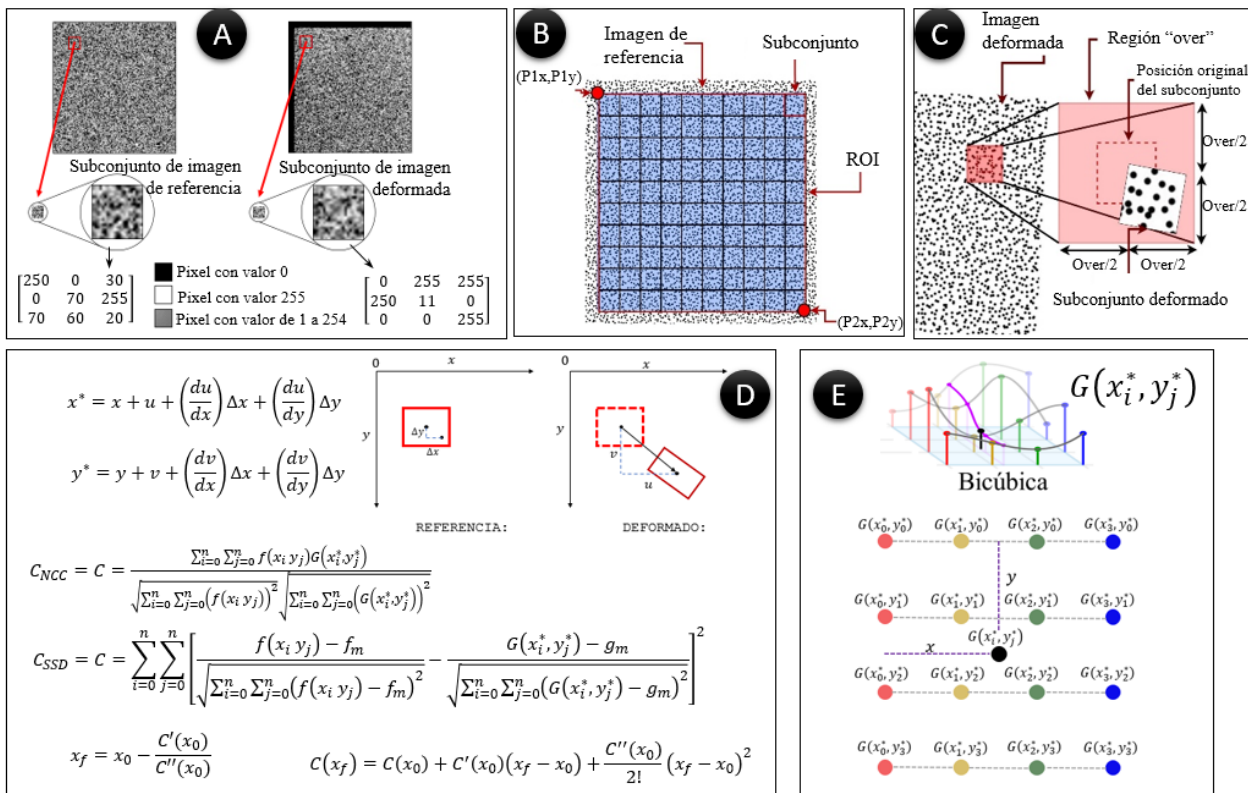 A
Subconjunto de imagen
de referencia
Subconjunto de imagen
deformada
250 0 30
0 70 255
70 60 20
Pixel con valor 0
Pixel con valor 255
Pixel con valor de 1 a 254
0 255 255
250 11 0
0 0 255
B
Imagen de
referencia
Subconjunto
(P1x,P1y)
ROI
(P2x,P2y)
C
Imagen
deformada
Región “over”
Posición original
del subconjunto
Over/2
Over/2
Over/2 Over/2
Subconjunto deformado
D
x* = x + u + (du/dx) Δx + (du/dy) Δy
y* = y + v + (dv/dx) Δx + (dv/dy) Δy
0 x
y
Δy
Δx
REFERENCIA:
0 x
y
v
u
DEFORMADO:
C_NCC = C = ∑_{i=0}^{n} ∑_{j=0}^{n} f(x_i y_j)G(x_i^*,y_j^*) / √(∑_{i=0}^{n} ∑_{j=0}^{n} (f(x_i y_j))^2) √(∑_{i=0}^{n} ∑_{j=0}^{n} (G(x_i^*,y_j^*))^2)
C_SSD = C = ∑_{i=0}^{n} ∑_{j=0}^{n} [ f(x_i y_j) − f_m / √(∑_{i=0}^{n} ∑_{j=0}^{n} (f(x_i y_j) − f_m)^2) − G(x_i^*, y_j^*) − g_m / √(∑_{i=0}^{n} ∑_{j=0}^{n} (G(x_i^*, y_j^*) − g_m)^2) ]^2
x_f = x_0 − C'(x_0) / C''(x_0)
C(x_f) = C(x_0) + C'(x_0)(x_f − x_0) + C''(x_0)/2! (x_f − x_0)^2
E
G(x_i^*, y_j^*)
Bicúbica
G(x_0^*, y_0^*) G(x_1^*, y_0^*) G(x_2^*, y_0^*) G(x_3^*, y_0^*)
y
G(x_0^*, y_1^*) G(x_1^*, y_1^*) G(x_2^*, y_1^*) G(x_3^*, y_1^*)
G(x_i^*, y_j^*)
x
G(x_0^*, y_2^*) G(x_1^*, y_2^*) G(x_2^*, y_2^*) G(x_3^*, y_2^*)
G(x_0^*, y_3^*) G(x_1^*, y_3^*) G(x_2^*, y_3^*) G(x_3^*, y_3^*)